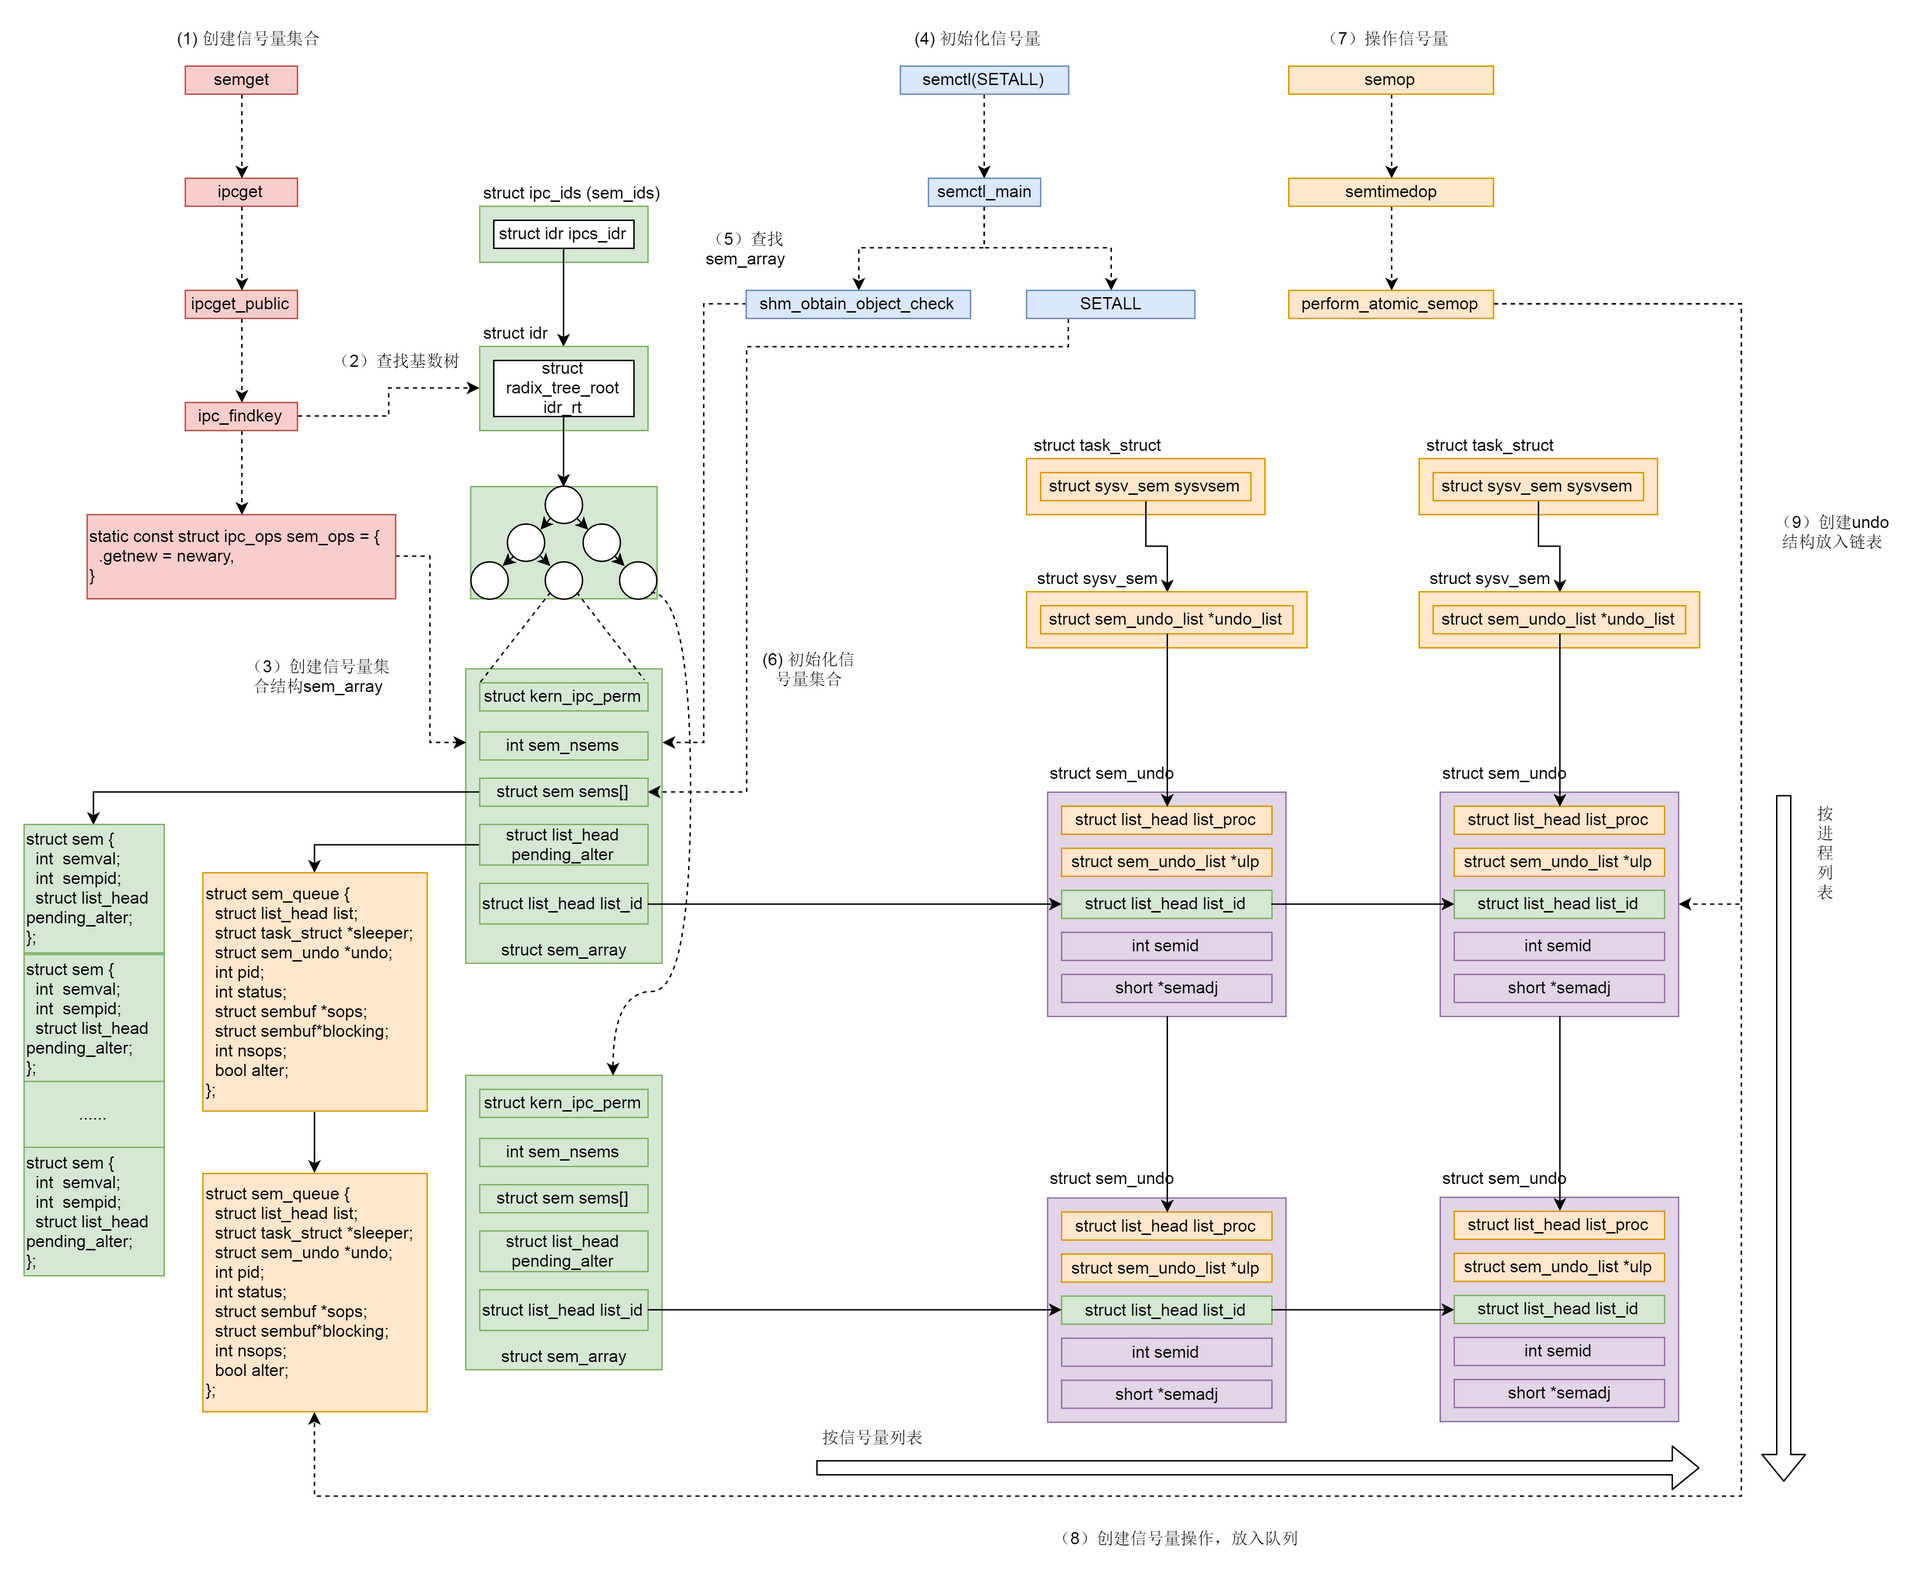 (1) 创建信号量集合
semget
ipcget
ipcget_public
ipc_findkey
static const struct ipc_ops sem_ops = {
.getnew = newary,
}
（2）查找基数树
（3）创建信号量集
合结构sem_array
struct ipc_ids (sem_ids)
struct idr ipcs_idr
struct idr
struct
radix_tree_root
idr_rt
struct kern_ipc_perm
int sem_nsems
struct sem sems[]
struct list_head
pending_alter
struct list_head list_id
struct sem_array
struct kern_ipc_perm
int sem_nsems
struct sem sems[]
struct list_head
pending_alter
struct list_head list_id
struct sem_array
struct sem {
int semval;
int sempid;
struct list_head
pending_alter;
};
struct sem {
int semval;
int sempid;
struct list_head
pending_alter;
};
......
struct sem {
int semval;
int sempid;
struct list_head
pending_alter;
};
struct sem_queue {
struct list_head list;
struct task_struct *sleeper;
struct sem_undo *undo;
int pid;
int status;
struct sembuf *sops;
struct sembuf*blocking;
int nsops;
bool alter;
};
struct sem_queue {
struct list_head list;
struct task_struct *sleeper;
struct sem_undo *undo;
int pid;
int status;
struct sembuf *sops;
struct sembuf*blocking;
int nsops;
bool alter;
};
(4) 初始化信号量
semctl(SETALL)
semctl_main
（5）查找
sem_array
shm_obtain_object_check
SETALL
(6) 初始化信
号量集合
（7）操作信号量
semop
semtimedop
perform_atomic_semop
struct task_struct
struct sysv_sem sysvsem
struct sysv_sem
struct sem_undo_list *undo_list
struct sem_undo
struct list_head list_proc
struct sem_undo_list *ulp
struct list_head list_id
int semid
short *semadj
struct sem_undo
struct list_head list_proc
struct sem_undo_list *ulp
struct list_head list_id
int semid
short *semadj
struct task_struct
struct sysv_sem sysvsem
struct sysv_sem
struct sem_undo_list *undo_list
struct sem_undo
struct list_head list_proc
struct sem_undo_list *ulp
struct list_head list_id
int semid
short *semadj
struct sem_undo
struct list_head list_proc
struct sem_undo_list *ulp
struct list_head list_id
int semid
short *semadj
（9）创建undo
结构放入链表
按进程列表
按信号量列表
（8）创建信号量操作，放入队列